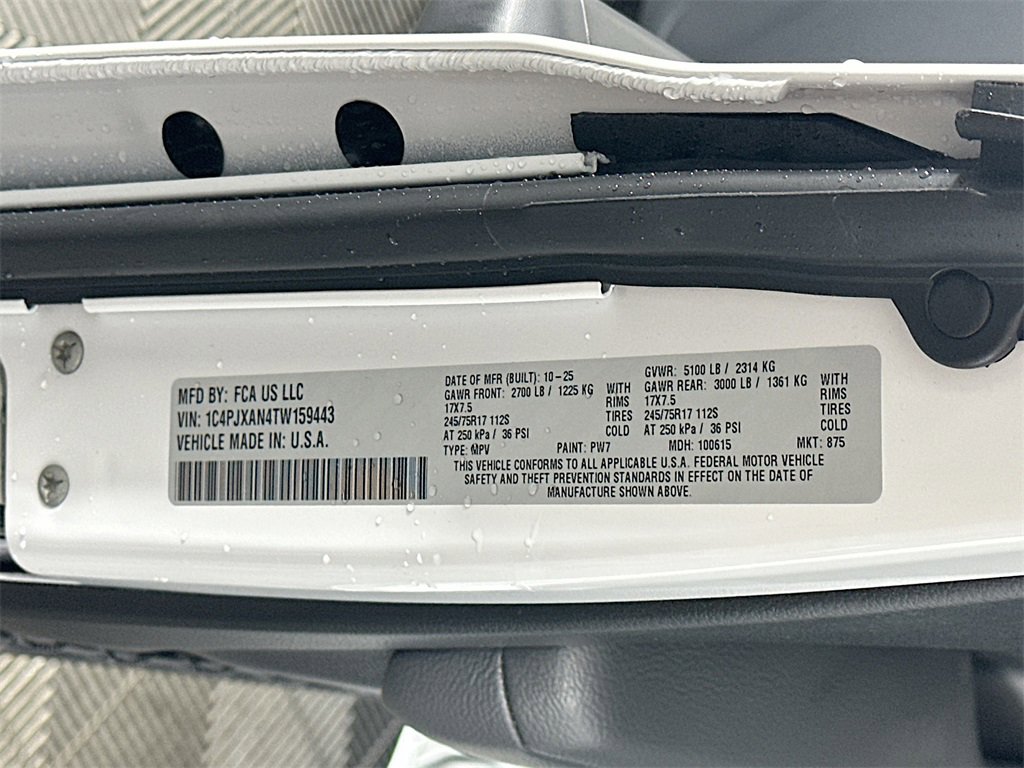 MFD BY: FCA US LLC
VIN: 1C4PJXAN4TW159443
VEHICLE MADE IN: U.S.A.
DATE OF MFR (BUILT): 10-25
GAWR FRONT: 2700 LB / 1225 KG WITH
17X7.5 RIMS
245/75R17 112S TIRES
AT 250 kPa / 36 PSI COLD
GVWR: 5100 LB / 2314 KG
GAWR REAR: 3000 LB / 1361 KG WITH
17X7.5 RIMS
245/75R17 112S TIRES
AT 250 kPa / 36 PSI COLD
TYPE: MPV PAINT: PW7 MDH: 100615 MKT: 875
THIS VEHICLE CONFORMS TO ALL APPLICABLE U.S.A. FEDERAL MOTOR VEHICLE
SAFETY AND THEFT PREVENTION STANDARDS IN EFFECT ON THE DATE OF
MANUFACTURE SHOWN ABOVE.